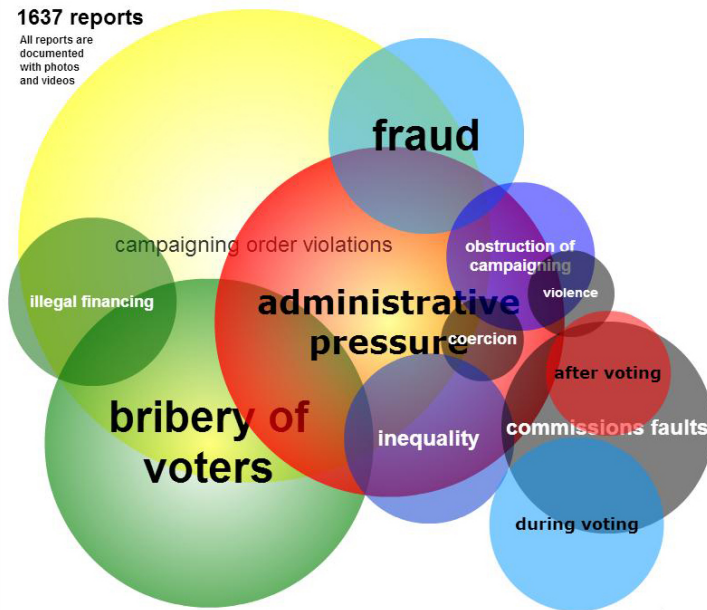 1637 reports
All reports are
documented
with photos
and videos
fraud
campaigning order violations
obstruction of
campaigning
illegal financing
administrative
pressure
violence
coercion
after voting
bribery of
voters
inequality
commissions faults
during voting